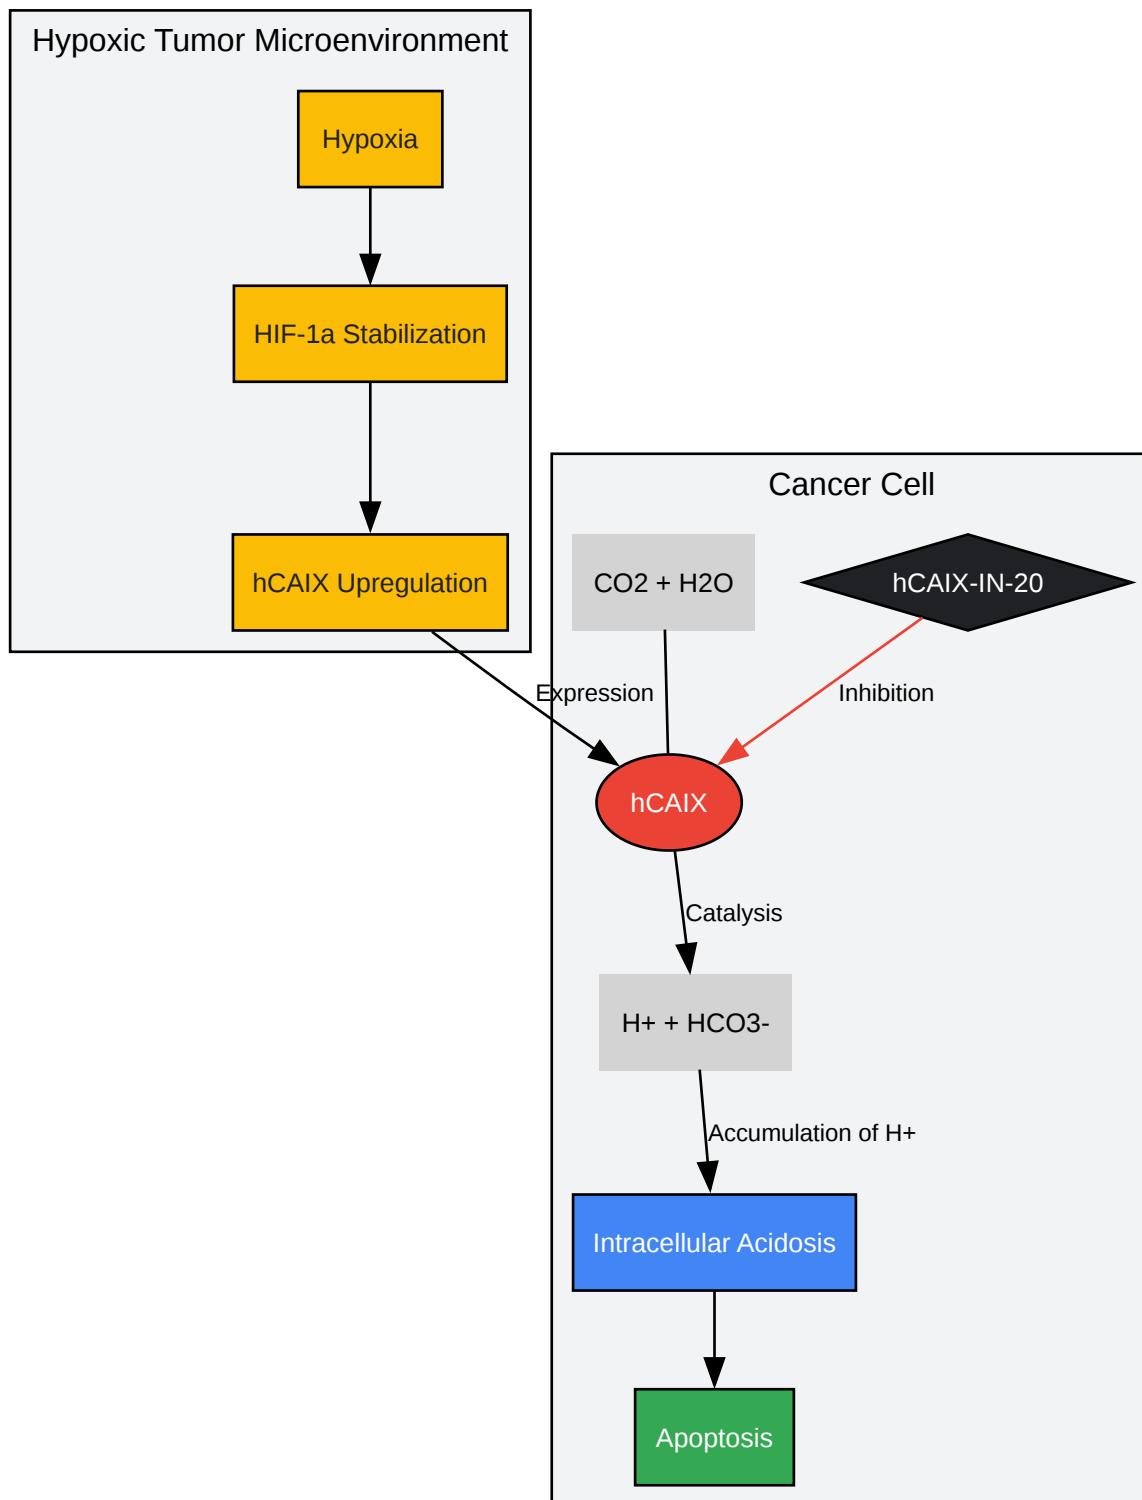 Hypoxic Tumor Microenvironment
Hypoxia
HIF-1a Stabilization
hCAIX Upregulation
Cancer Cell
CO2 + H2O
hCAIX-IN-20
Expression
Inhibition
hCAIX
Catalysis
H+ + HCO3-
Accumulation of H+
Intracellular Acidosis
Apoptosis